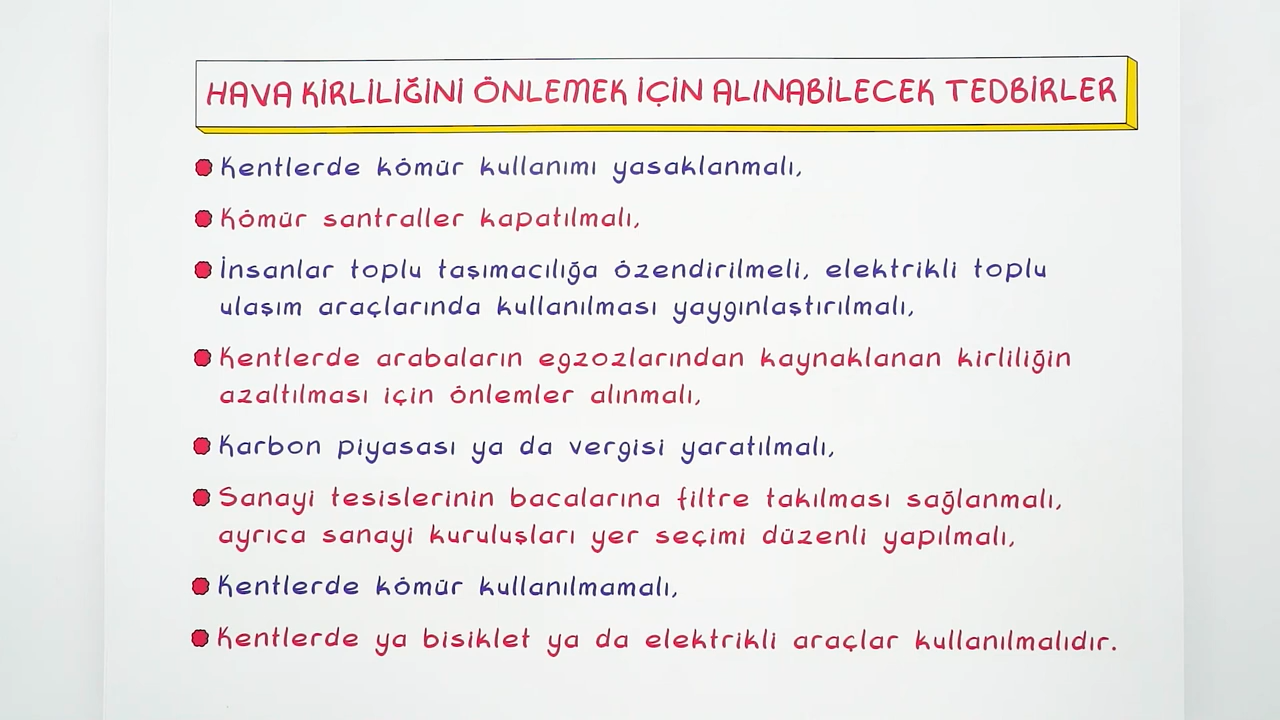 HAVA KİRLİLİĞİNİ ÖNLEMEK İÇİN ALINABİLECEK TEDBİRLER
Kentlerde kömür kullanımı yasaklanmalı,
Kömür santraller kapatılmalı,
İnsanlar toplu taşımacılığa özendirilmeli, elektrikli toplu
ulaşım araçlarında kullanılması yaygınlaştırılmalı,
Kentlerde arabaların egzozlarından kaynaklanan kirliliğin
azaltılması için önlemler alınmalı,
Karbon piyasası ya da vergisi yaratılmalı,
Sanayi tesislerinin bacalarına filtre takılması sağlanmalı,
ayrıca sanayi kuruluşları yer seçimi düzenli yapılmalı,
Kentlerde kömür kullanılmamalı,
Kentlerde ya bisiklet ya da elektrikli araçlar kullanılmalıdır.